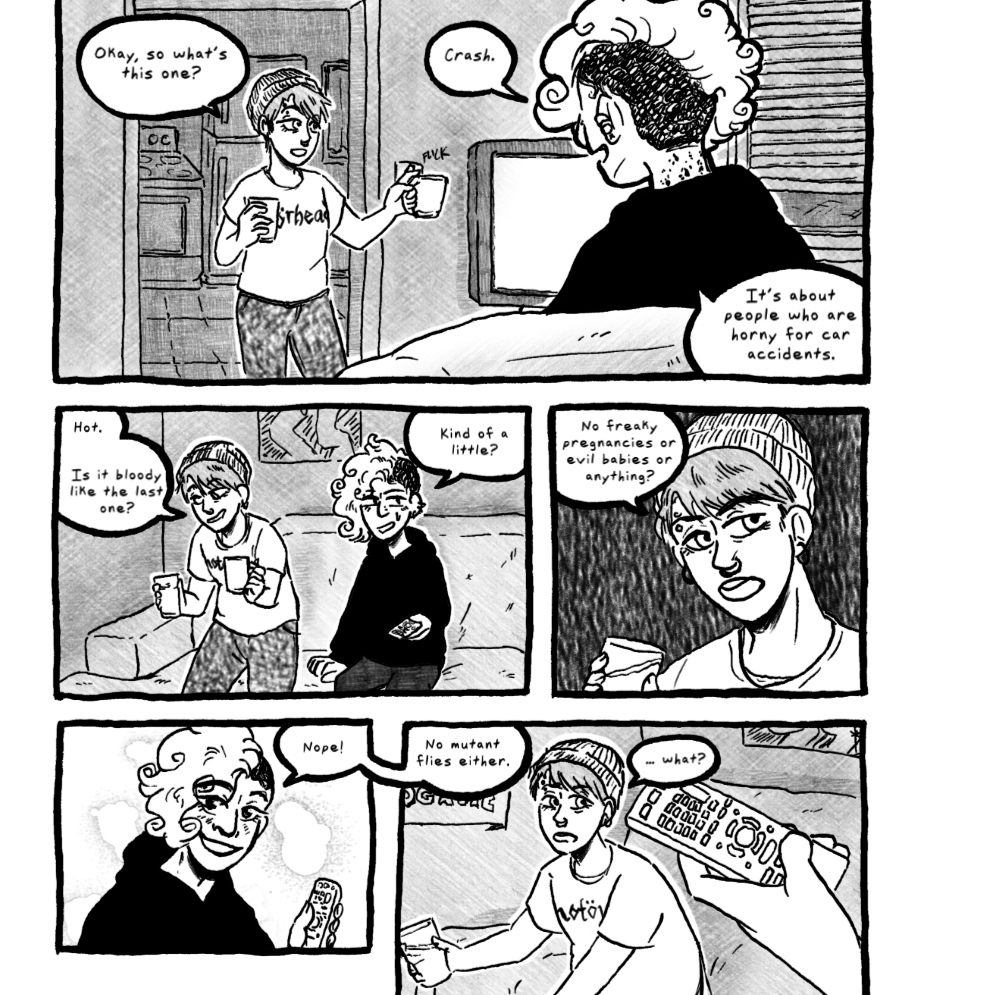 Okay, so what's
this one?
Crash.
FUCK
OC
It's about
people who are
horny for car
accidents.
Hot.
Is it bloody
like the last
one?
Kind of a
little?
No freaky
pregnancies or
evil babies or
anything?
Nope!
No mutant
flies either.
... what?